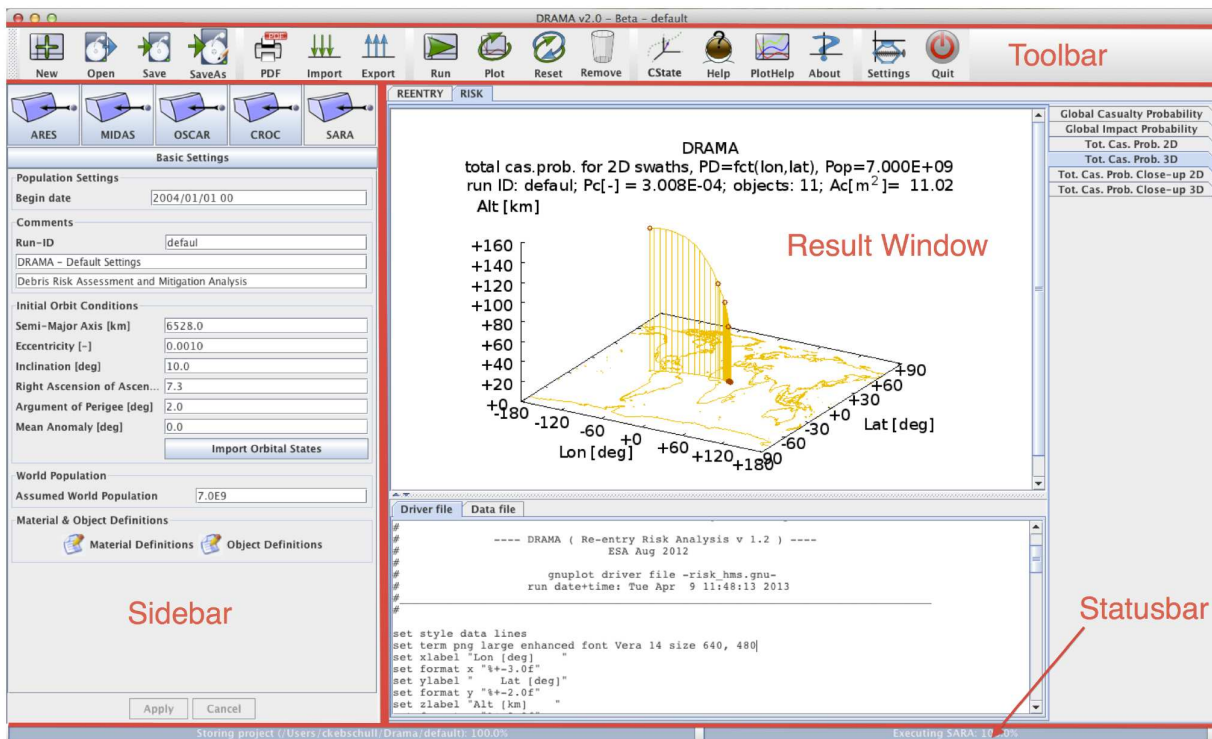 DRAMA v2.0 - Beta - default
New Open Save SaveAs PDF Import Export Run Plot Reset Remove CState Help PlotHelp About Settings Quit
Toolbar
ARES MIDAS OSCAR CROC SARA
Basic Settings
Population Settings
Begin date 2004/01/01 00
Comments
Run-ID defaul
DRAMA - Default Settings
Debris Risk Assessment and Mitigation Analysis
Initial Orbit Conditions
Semi-Major Axis [km] 6528.0
Eccentricity [-] 0.0010
Inclination [deg] 10.0
Right Ascension of Ascen... 7.3
Argument of Perigee [deg] 2.0
Mean Anomaly [deg] 0.0
Import Orbital States
World Population
Assumed World Population 7.0E9
Material & Object Definitions
Material Definitions Object Definitions
Sidebar
Apply Cancel
REENTRY RISK
DRAMA
total cas.prob. for 2D swaths, PD=fct(lon,lat), Pop=7.000E+09
run ID: defaul; Pc[-] = 3.008E-04; objects: 11; Ac[m²]= 11.02
Alt [km]
Result Window
+160
+140
+120
+100
+80
+60
+40
+20
+0
-180 -120 -60 +0 +60 +120 +180
Lon [deg]
-90 -60 -30 +0 +30 +60 +90
Lat [deg]
Global Casualty Probability
Global Impact Probability
Tot. Cas. Prob. 2D
Tot. Cas. Prob. 3D
Tot. Cas. Prob. Close-up 2D
Tot. Cas. Prob. Close-up 3D
Driver file Data file
#
# ---- DRAMA ( Re-entry Risk Analysis v 1.2 ) ----
# ESA Aug 2012
#
# gnuplot driver file -risk_hms.gnu-
# run date+time: Tue Apr 9 11:48:13 2013
#
#
set style data lines
set term png large enhanced font Vera 14 size 640, 480
set xlabel "Lon [deg] "
set format x "%+-3.0f"
set ylabel " Lat [deg]"
set format y "%+-2.0f"
set zlabel "Alt [km] "
Statusbar
Storing project (/Users/ckebschull/Drama/default): 100.0%
Executing SARA: